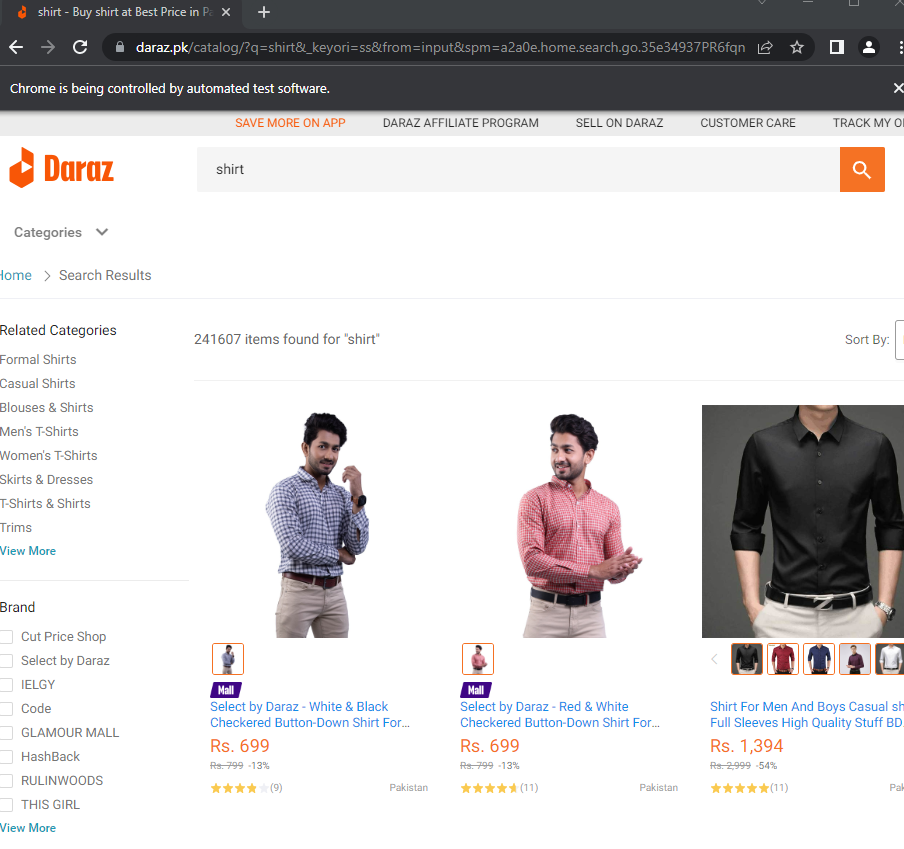 shirt - Buy shirt at Best Price in Pa
daraz.pk/catalog/?q=shirt&_keyori=ss&from=input&spm=a2a0e.home.search.go.35e34937PR6fqn
Chrome is being controlled by automated test software.
SAVE MORE ON APP DARAZ AFFILIATE PROGRAM SELL ON DARAZ CUSTOMER CARE TRACK MY O
Daraz
shirt
Categories
Home > Search Results
Related Categories
Formal Shirts
Casual Shirts
Blouses & Shirts
Men's T-Shirts
Women's T-Shirts
Skirts & Dresses
T-Shirts & Shirts
Trims
View More
Brand
Cut Price Shop
Select by Daraz
IELGY
Code
GLAMOUR MALL
HashBack
RULINWOODS
THIS GIRL
View More
241607 items found for "shirt"
Sort By:
Mall
Select by Daraz - White & Black
Checkered Button-Down Shirt For...
Rs. 699
Rs. 799 -13%
(9) Pakistan
Mall
Select by Daraz - Red & White
Checkered Button-Down Shirt For...
Rs. 699
Rs. 799 -13%
(11) Pakistan
Shirt For Men And Boys Casual sh
Full Sleeves High Quality Stuff BD
Rs. 1,394
Rs. 2,999 -54%
(11) Pak